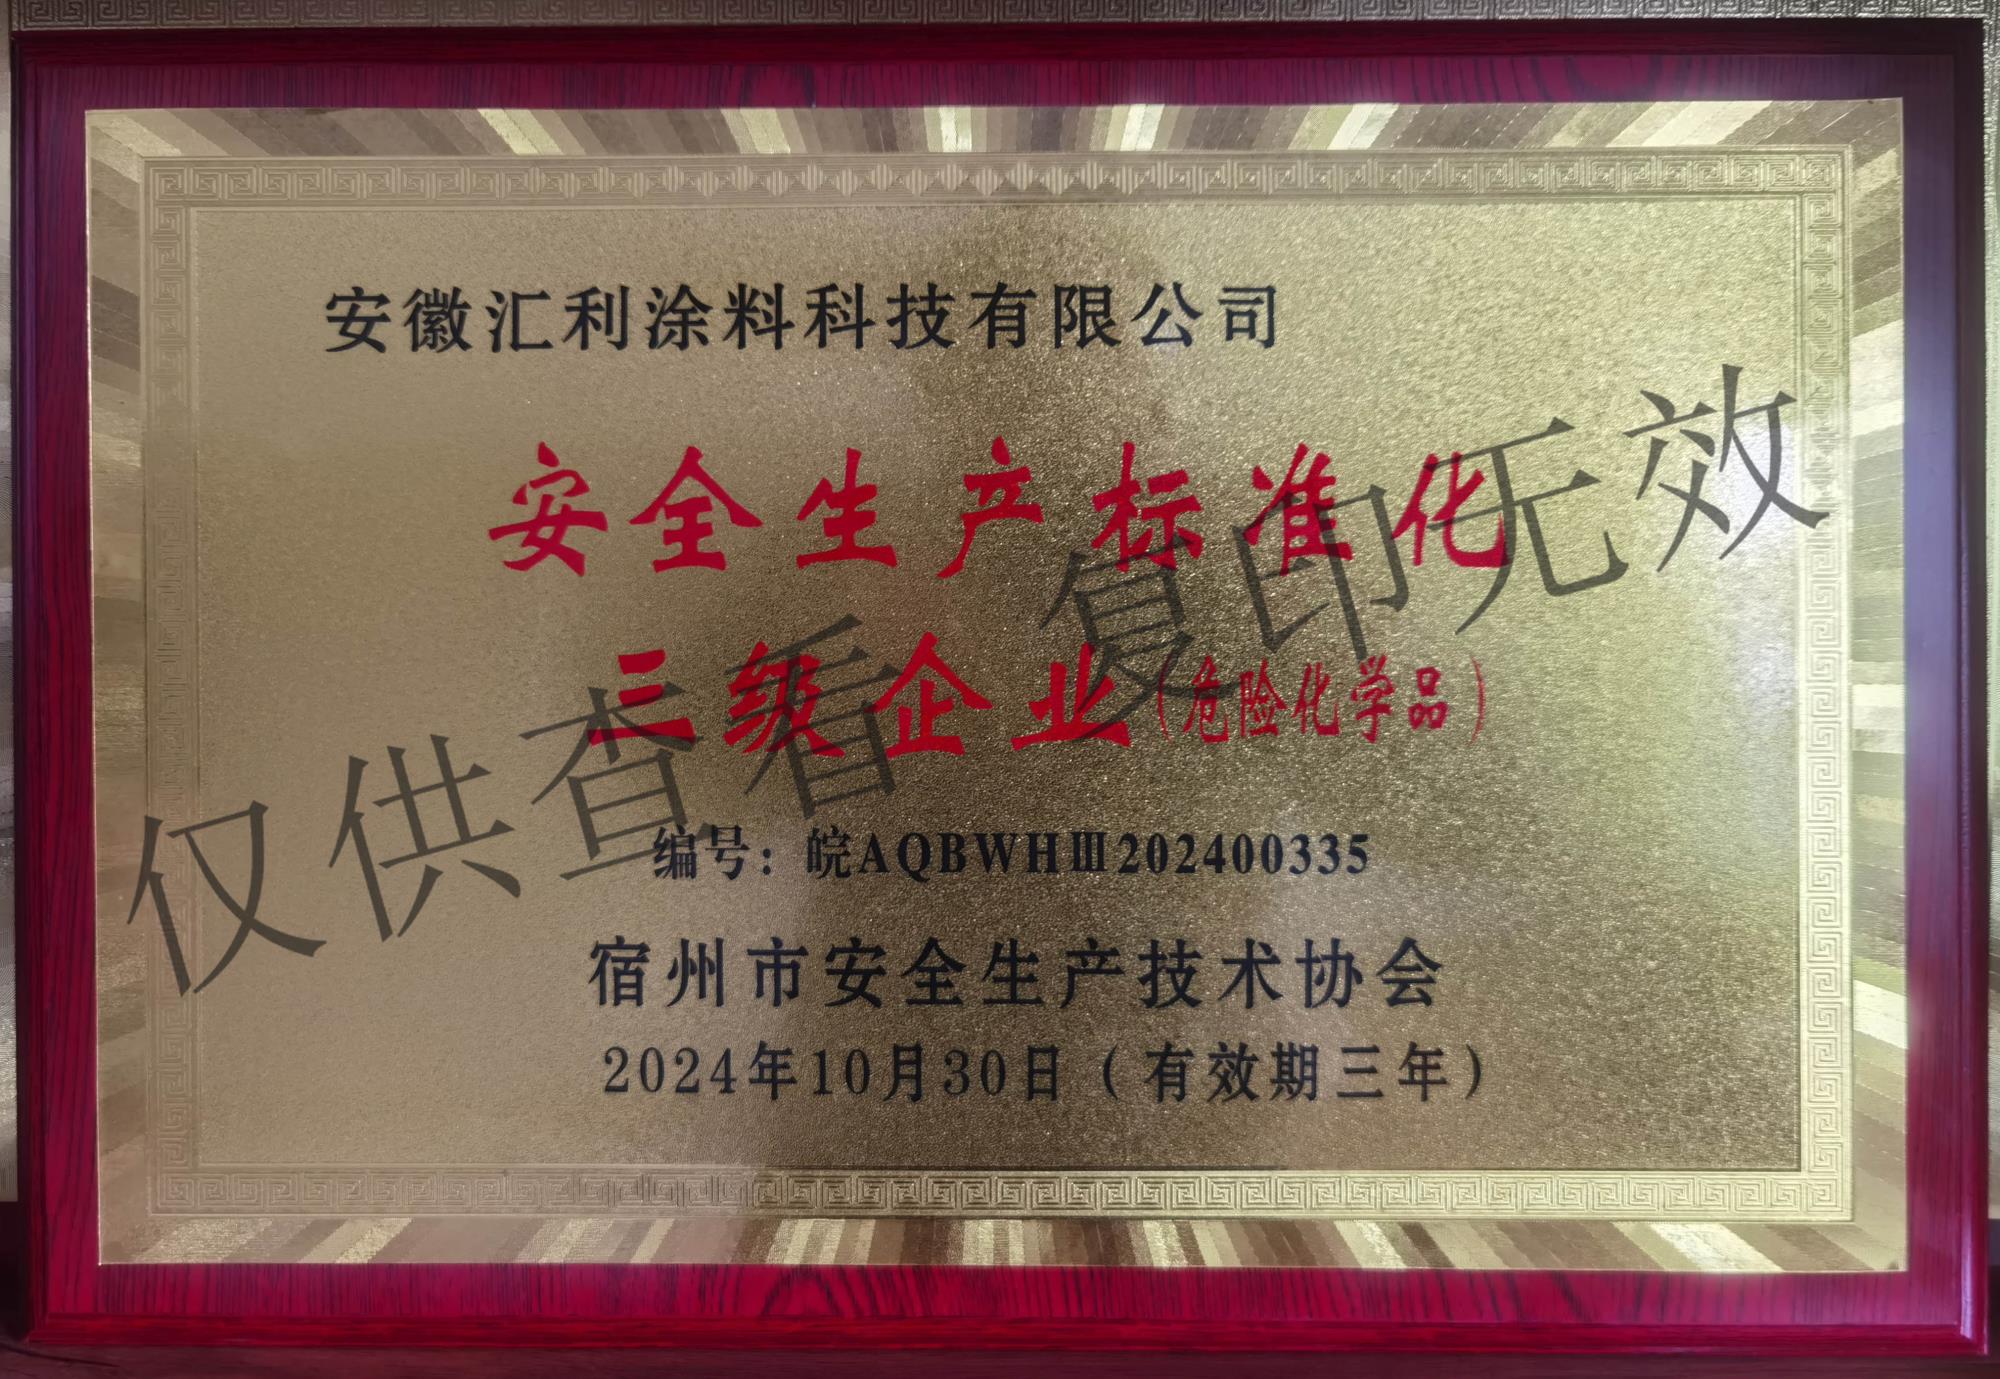 安徽汇利涂料科技有限公司
安全生产标准化
三级企业(危险化学品)
编号：皖AQBWHⅢ202400335
宿州市安全生产技术协会
2024年10月30日（有效期三年）
仅供查看 复印无效